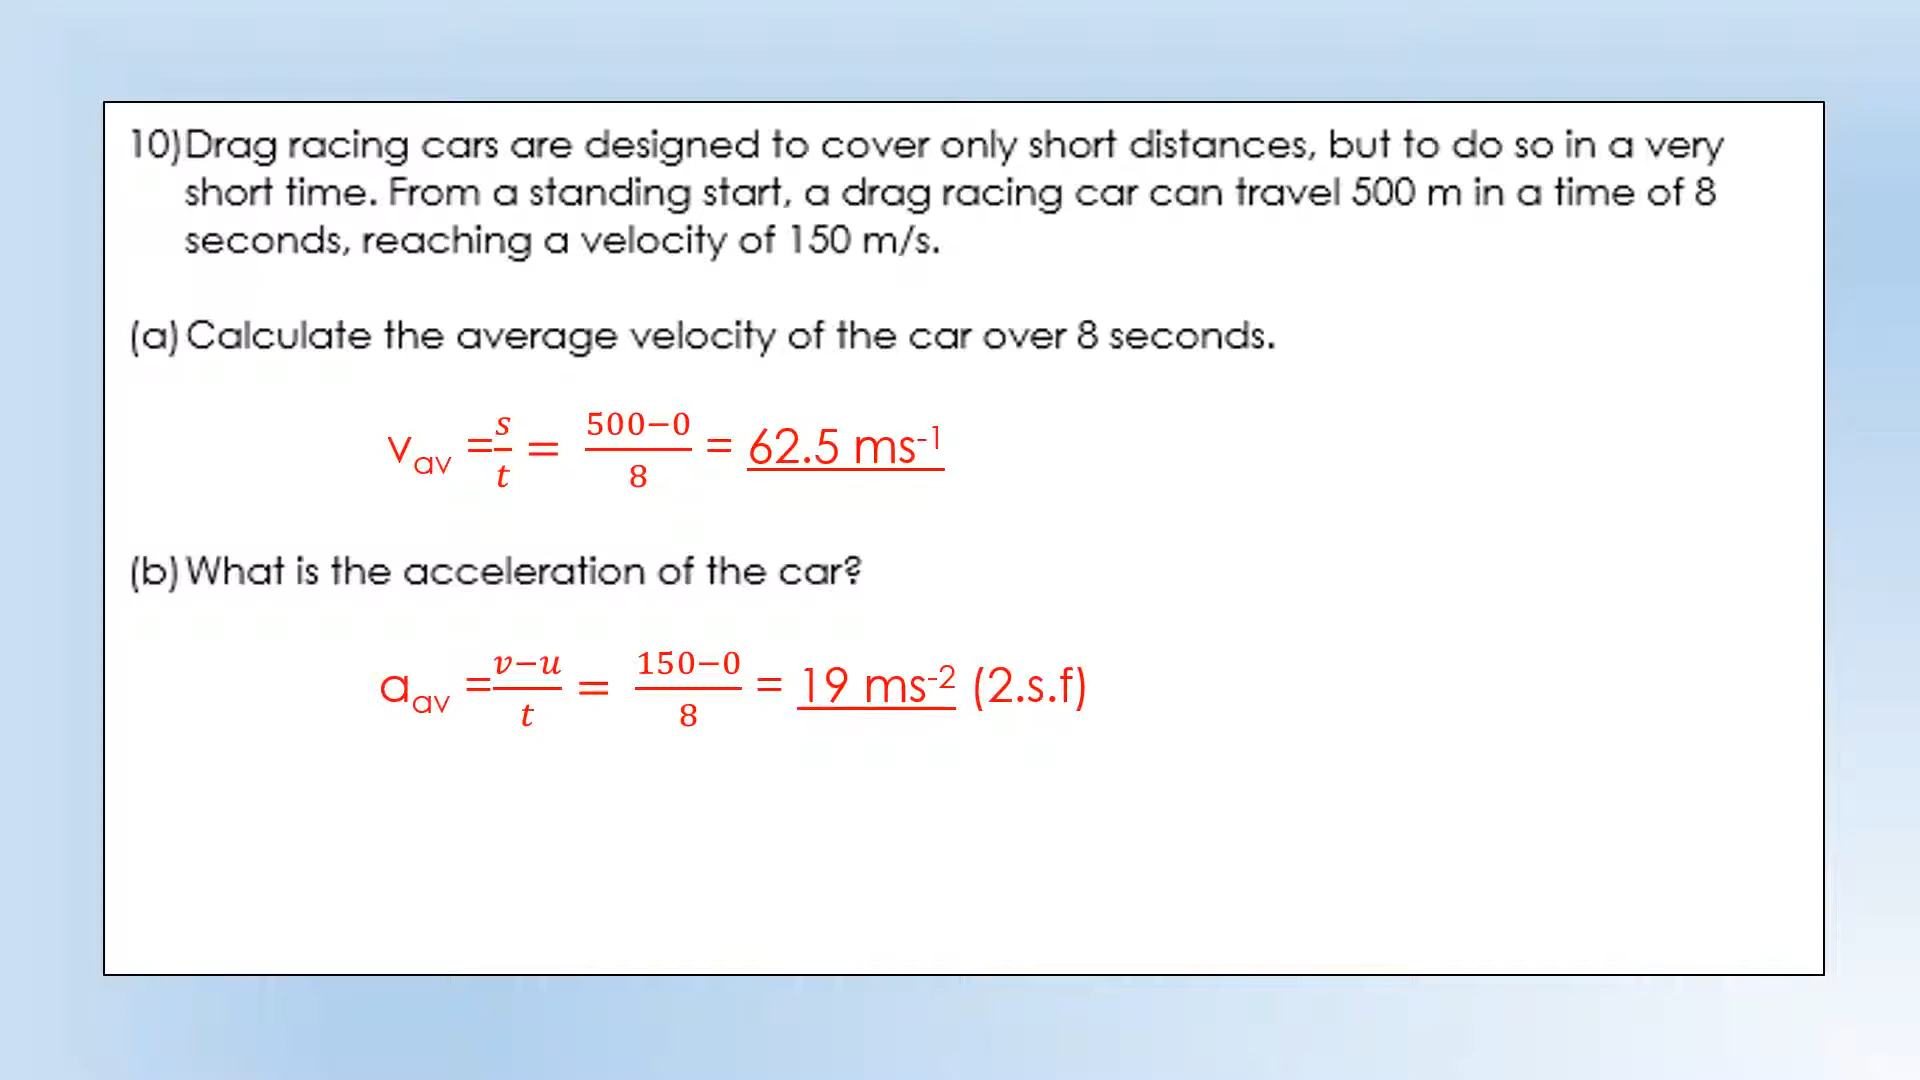 10)Drag racing cars are designed to cover only short distances, but to do so in a very
short time. From a standing start, a drag racing car can travel 500 m in a time of 8
seconds, reaching a velocity of 150 m/s.
(a) Calculate the average velocity of the car over 8 seconds.
v_av = s/t = (500−0)/8 = 62.5 ms⁻¹
(b) What is the acceleration of the car?
a_av = (v−u)/t = (150−0)/8 = 19 ms⁻² (2.s.f)